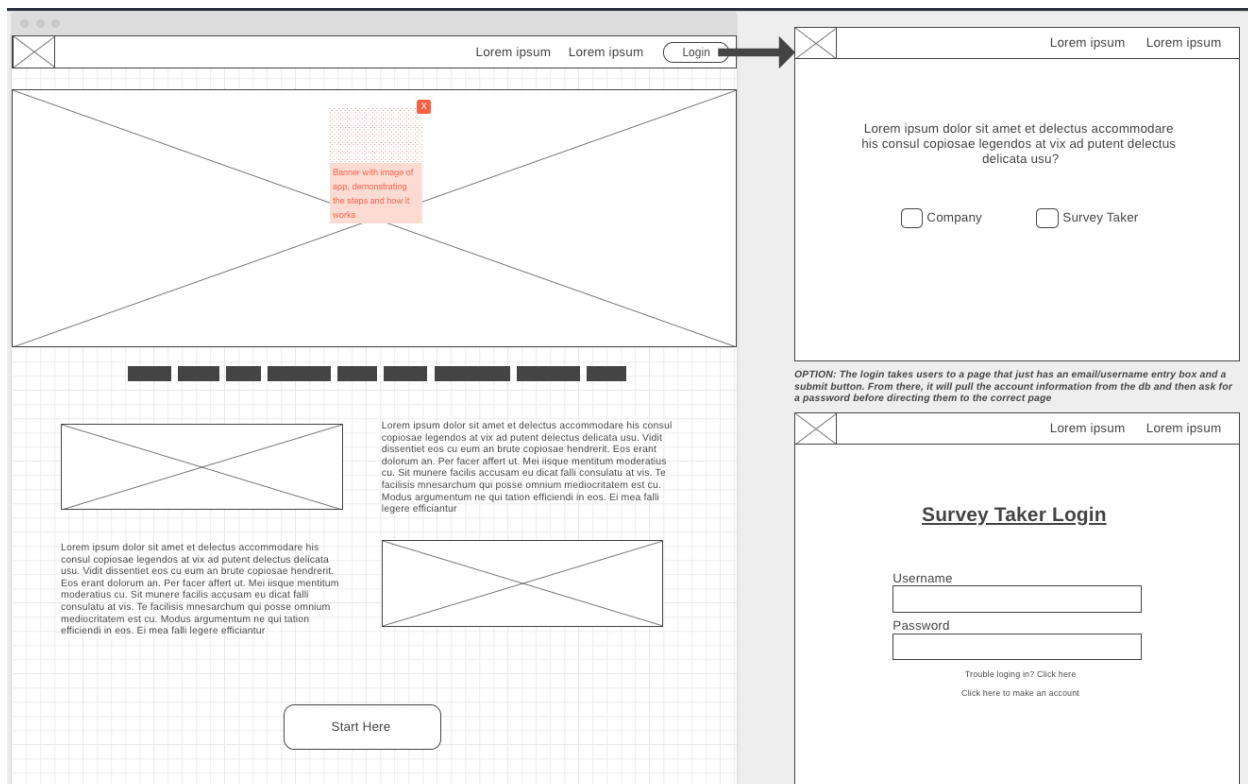 Lorem ipsum Lorem ipsum Login
X
Banner with image of
app, demonstrating
the steps and how it
works
Lorem ipsum dolor sit amet et delectus accommodare his consul
copiosae legendos at vix ad putent delectus delicata usu. Vidit
dissentiet eos cu eum an brute copiosae hendrerit. Eos erant
dolorum an. Per facer affert ut. Mei iisque mentitum moderatius
cu. Sit munere facilis accusam eu dicat falli consulatu at vis. Te
facilisis mnesarchum qui posse omnium mediocritatem est cu.
Modus argumentum ne qui tation efficiendi in eos. Ei mea falli
legere efficiantur
Lorem ipsum dolor sit amet et delectus accommodare his
consul copiosae legendos at vix ad putent delectus delicata
usu. Vidit dissentiet eos cu eum an brute copiosae hendrerit.
Eos erant dolorum an. Per facer affert ut. Mei iisque mentitum
moderatius cu. Sit munere facilis accusam eu dicat falli
consulatu at vis. Te facilisis mnesarchum qui posse omnium
mediocritatem est cu. Modus argumentum ne qui tation
efficiendi in eos. Ei mea falli legere efficiantur
Start Here
Lorem ipsum Lorem ipsum
Lorem ipsum dolor sit amet et delectus accommodare
his consul copiosae legendos at vix ad putent delectus
delicata usu?
Company Survey Taker
OPTION: The login takes users to a page that just has an email/username entry box and a
submit button. From there, it will pull the account information from the db and then ask for
a password before directing them to the correct page
Lorem ipsum Lorem ipsum
Survey Taker Login
Username
Password
Trouble loging in? Click here
Click here to make an account